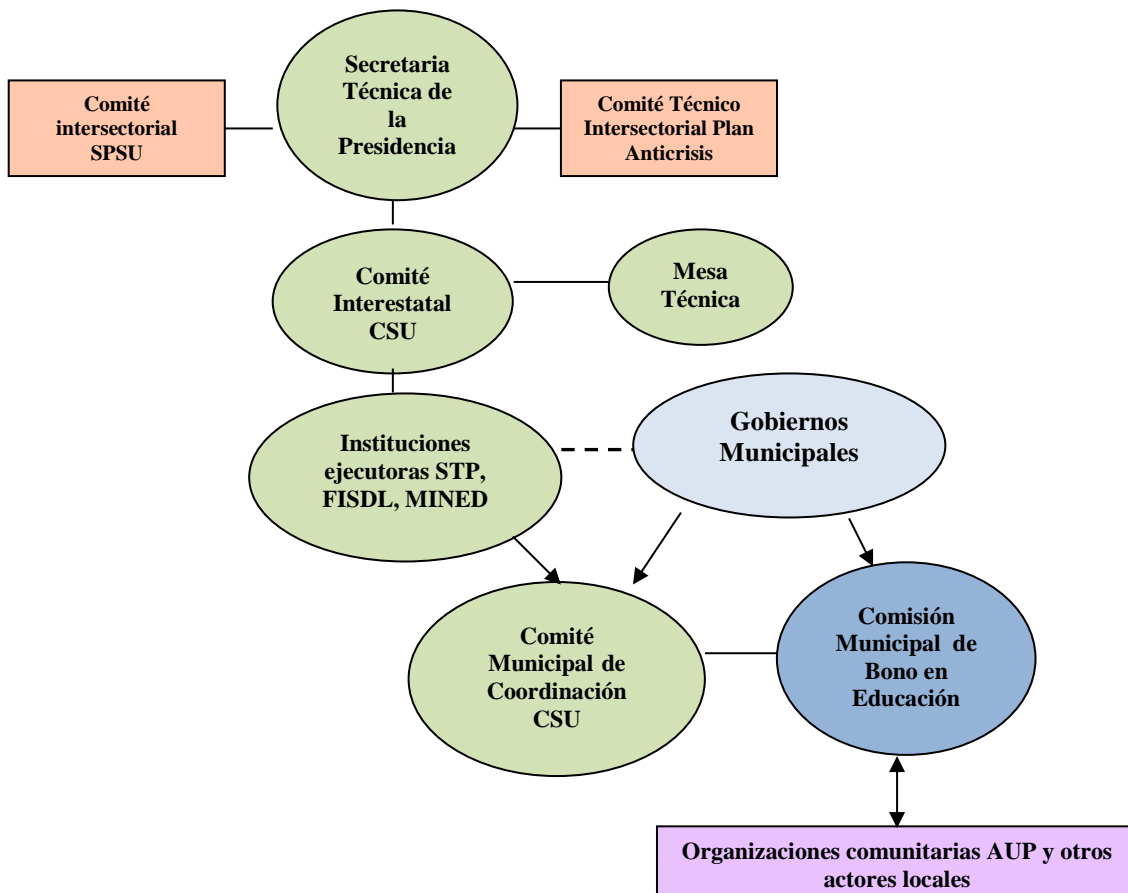 Secretaria
Técnica de
la
Presidencia
Comité
intersectorial
SPSU
Comité Técnico
Intersectorial Plan
Anticrisis
Comité
Interestatal
CSU
Mesa
Técnica
Instituciones
ejecutoras STP,
FISDL, MINED
Gobiernos
Municipales
Comité
Municipal de
Coordinación
CSU
Comisión
Municipal de
Bono en
Educación
Organizaciones comunitarias AUP y otros
actores locales